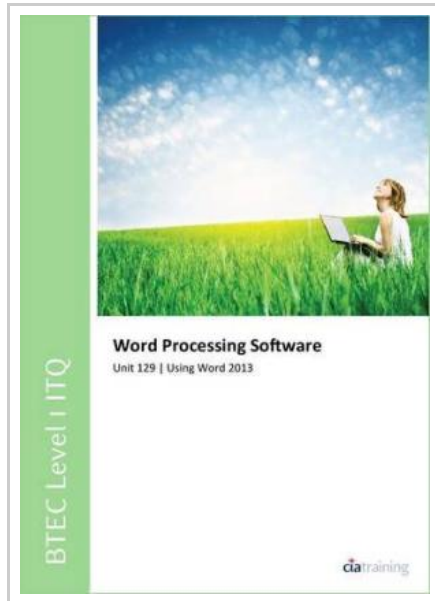 Word Processing Software
Unit 129 | Using Word 2013
BTEC Level 1 ITQ
ciatraining